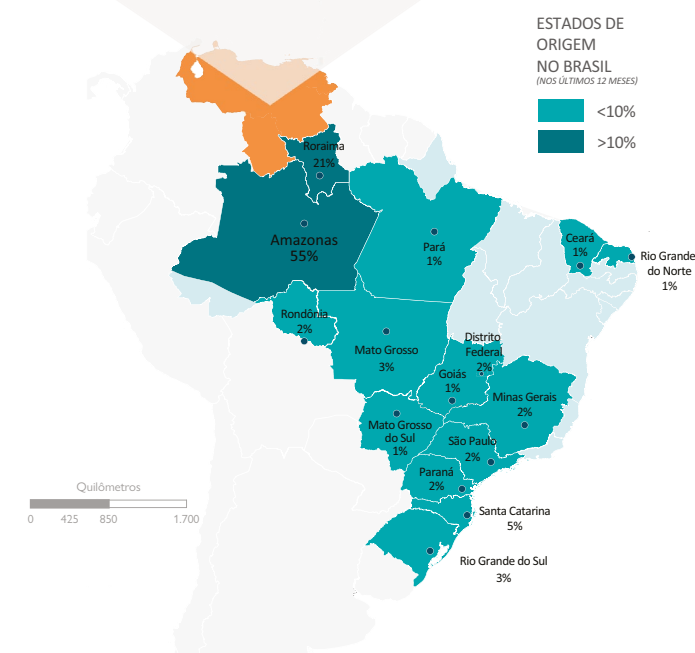 ESTADOS DE
ORIGEM
NO BRASIL
(NOS ÚLTIMOS 12 MESES)
<10%
>10%
Roraima
21%
Amazonas
55%
Pará
1%
Ceará
1%
Rio Grande
do Norte
1%
Rondônia
2%
Mato Grosso
3%
Distrito
Federal
2%
Goiás
1%
Minas Gerais
2%
Mato Grosso
do Sul
1%
São Paulo
2%
Paraná
2%
Santa Catarina
5%
Rio Grande do Sul
3%
Quilômetros
0 425 850 1.700